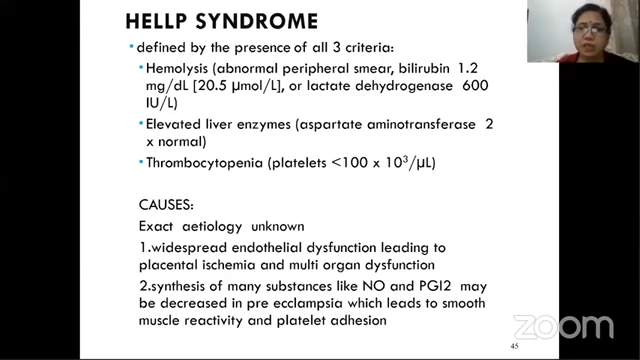 HELLP SYNDROME
• defined by the presence of all 3 criteria:
• Hemolysis (abnormal peripheral smear, bilirubin 1.2
mg/dL [20.5 µmol/L], or lactate dehydrogenase 600
IU/L)
• Elevated liver enzymes (aspartate aminotransferase 2
x normal)
• Thrombocytopenia (platelets <100 x 10³/µL)
CAUSES:
Exact aetiology unknown
1.widespread endothelial dysfunction leading to
placental ischemia and multi organ dysfunction
2.synthesis of many substances like NO and PGI2 may
be decreased in pre ecclampsia which leads to smooth
muscle reactivity and platelet adhesion
zoom
45